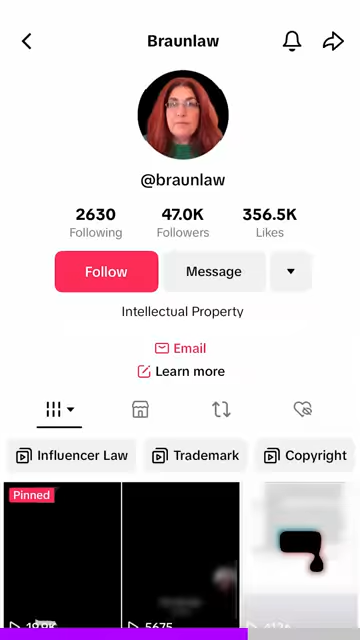 Braunlaw
@braunlaw
2630 47.0K 356.5K
Following Followers Likes
Follow Message
Intellectual Property
Email
Learn more
Influencer Law Trademark Copyright
Pinned
5675